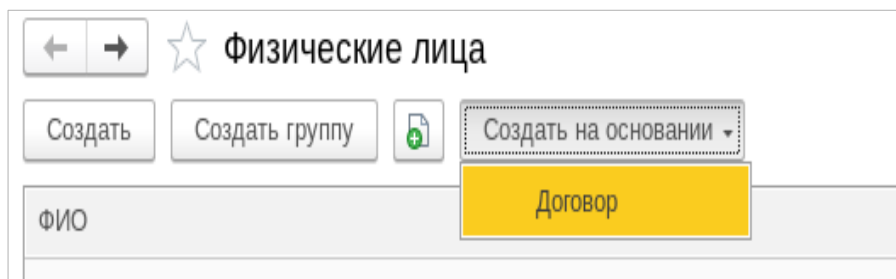 Физические лица
Создать Создать группу Создать на основании
Договор
ФИО